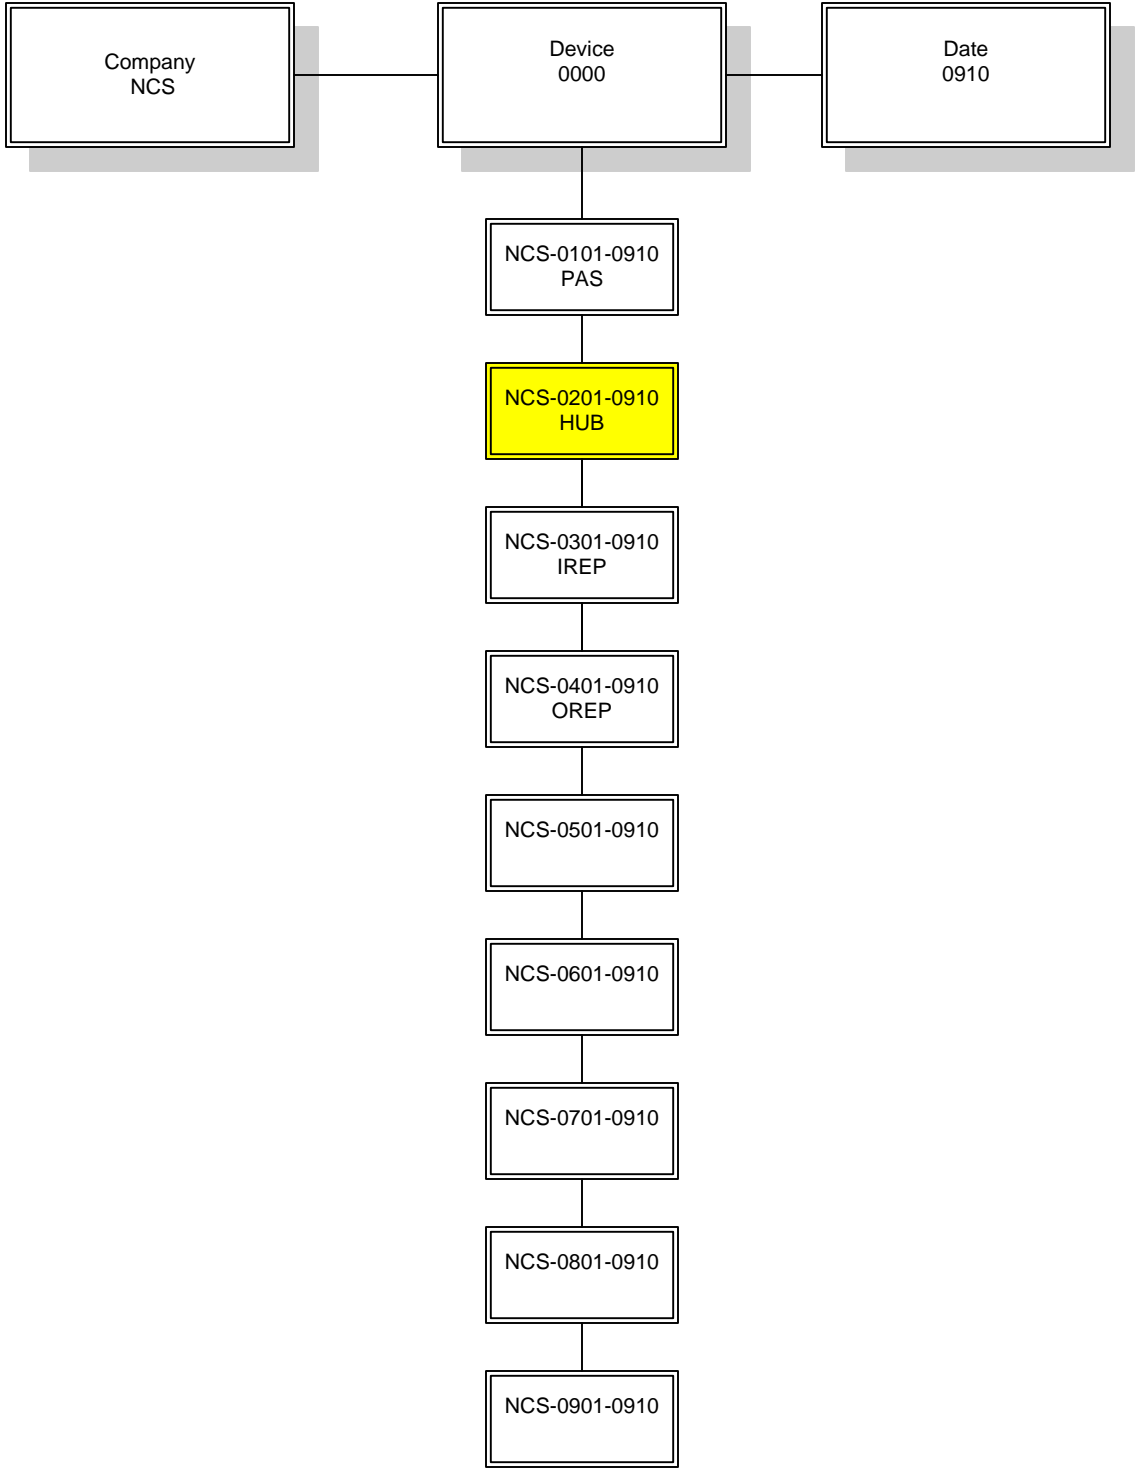 Company
NCS
Device
0000
Date
0910
NCS-0101-0910
PAS
NCS-0201-0910
HUB
NCS-0301-0910
IREP
NCS-0401-0910
OREP
NCS-0501-0910
NCS-0601-0910
NCS-0701-0910
NCS-0801-0910
NCS-0901-0910